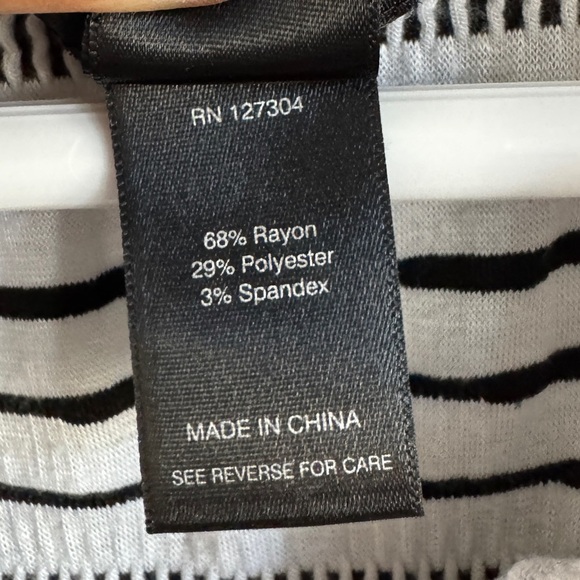 RN 127304
68% Rayon
29% Polyester
3% Spandex
MADE IN CHINA
SEE REVERSE FOR CARE